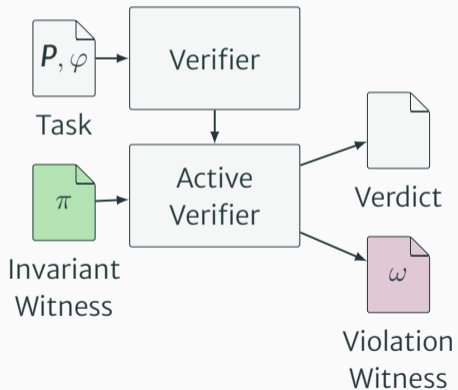 P, φ
Verifier
Task
π
Active
Verifier
Verdict
Invariant
Witness
ω
Violation
Witness